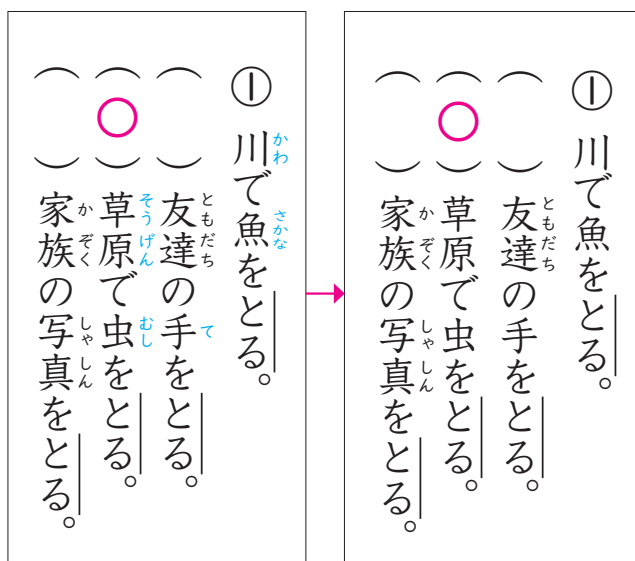 ① 川で魚をとる。
かわ さかな
( ) 友達の手をとる。
ともだち て
(○) 草原で虫をとる。
そうげん むし
( ) 家族の写真をとる。
かぞく しゃしん
① 川で魚をとる。
( ) 友達の手をとる。
ともだち
(○) 草原で虫をとる。
( ) 家族の写真をとる。
かぞく しゃしん